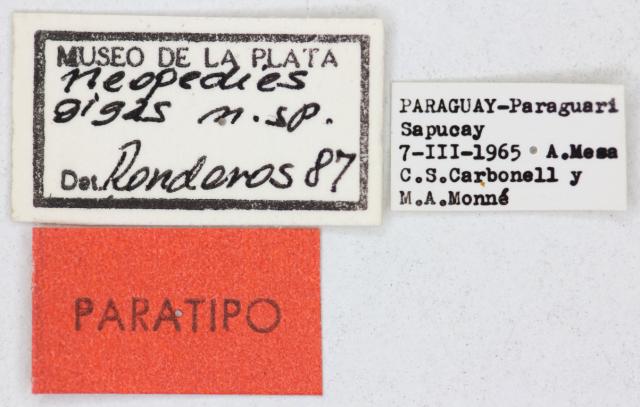 MUSEO DE LA PLATA
Neopedies
gigas n.sp.
Det. Ronderos 87
PARAGUAY-Paraguari
Sapucay
7-III-1965 A.Mesa
C.S.Carbonell y
M.A.Monné
PARATIPO